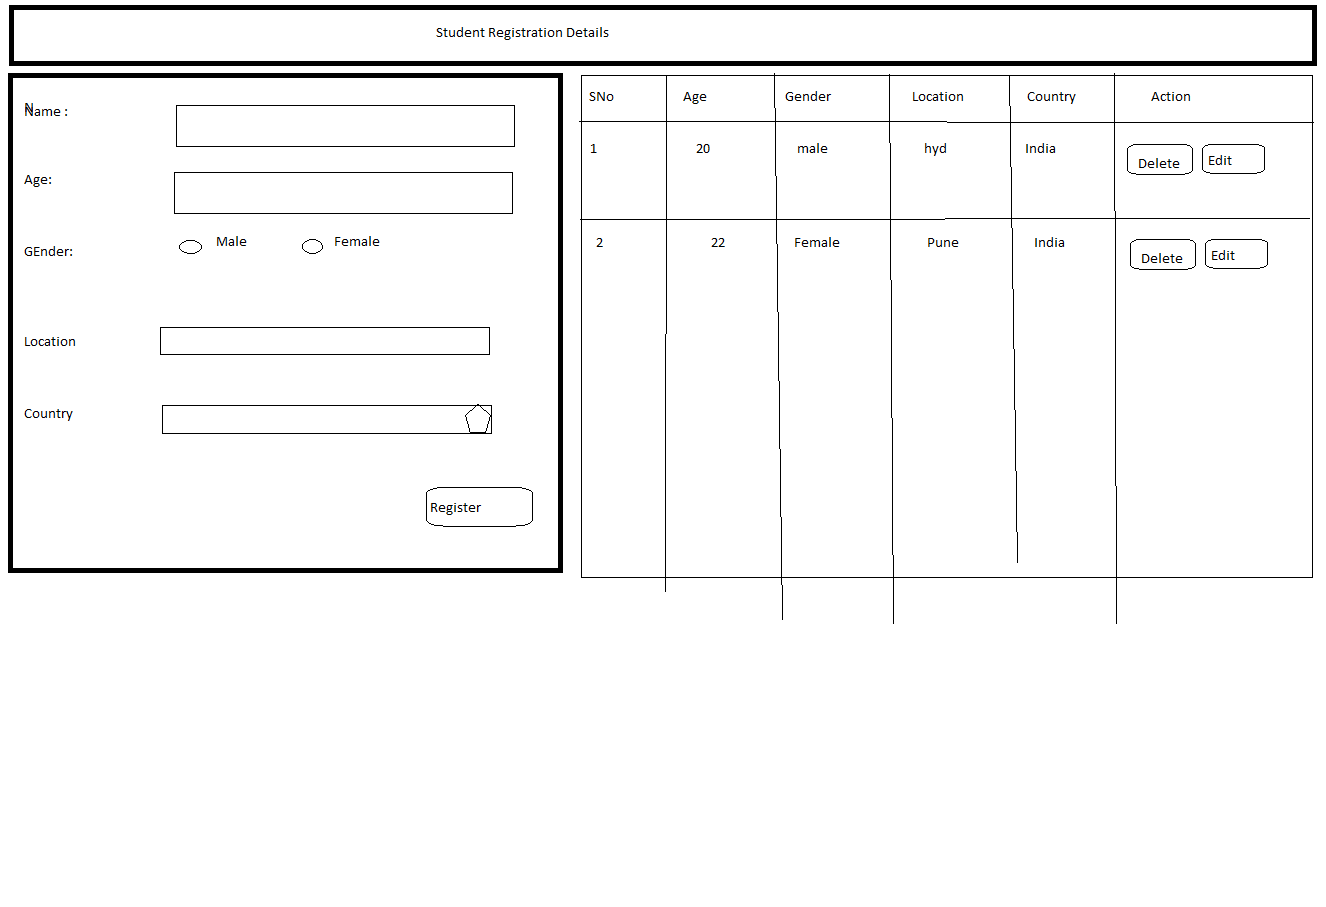 Student Registration Details
Name :
Age:
GEnder:
Male
Female
Location
Country
Register
SNo Age Gender Location Country Action
1 20 male hyd India Delete Edit
2 22 Female Pune India Delete Edit